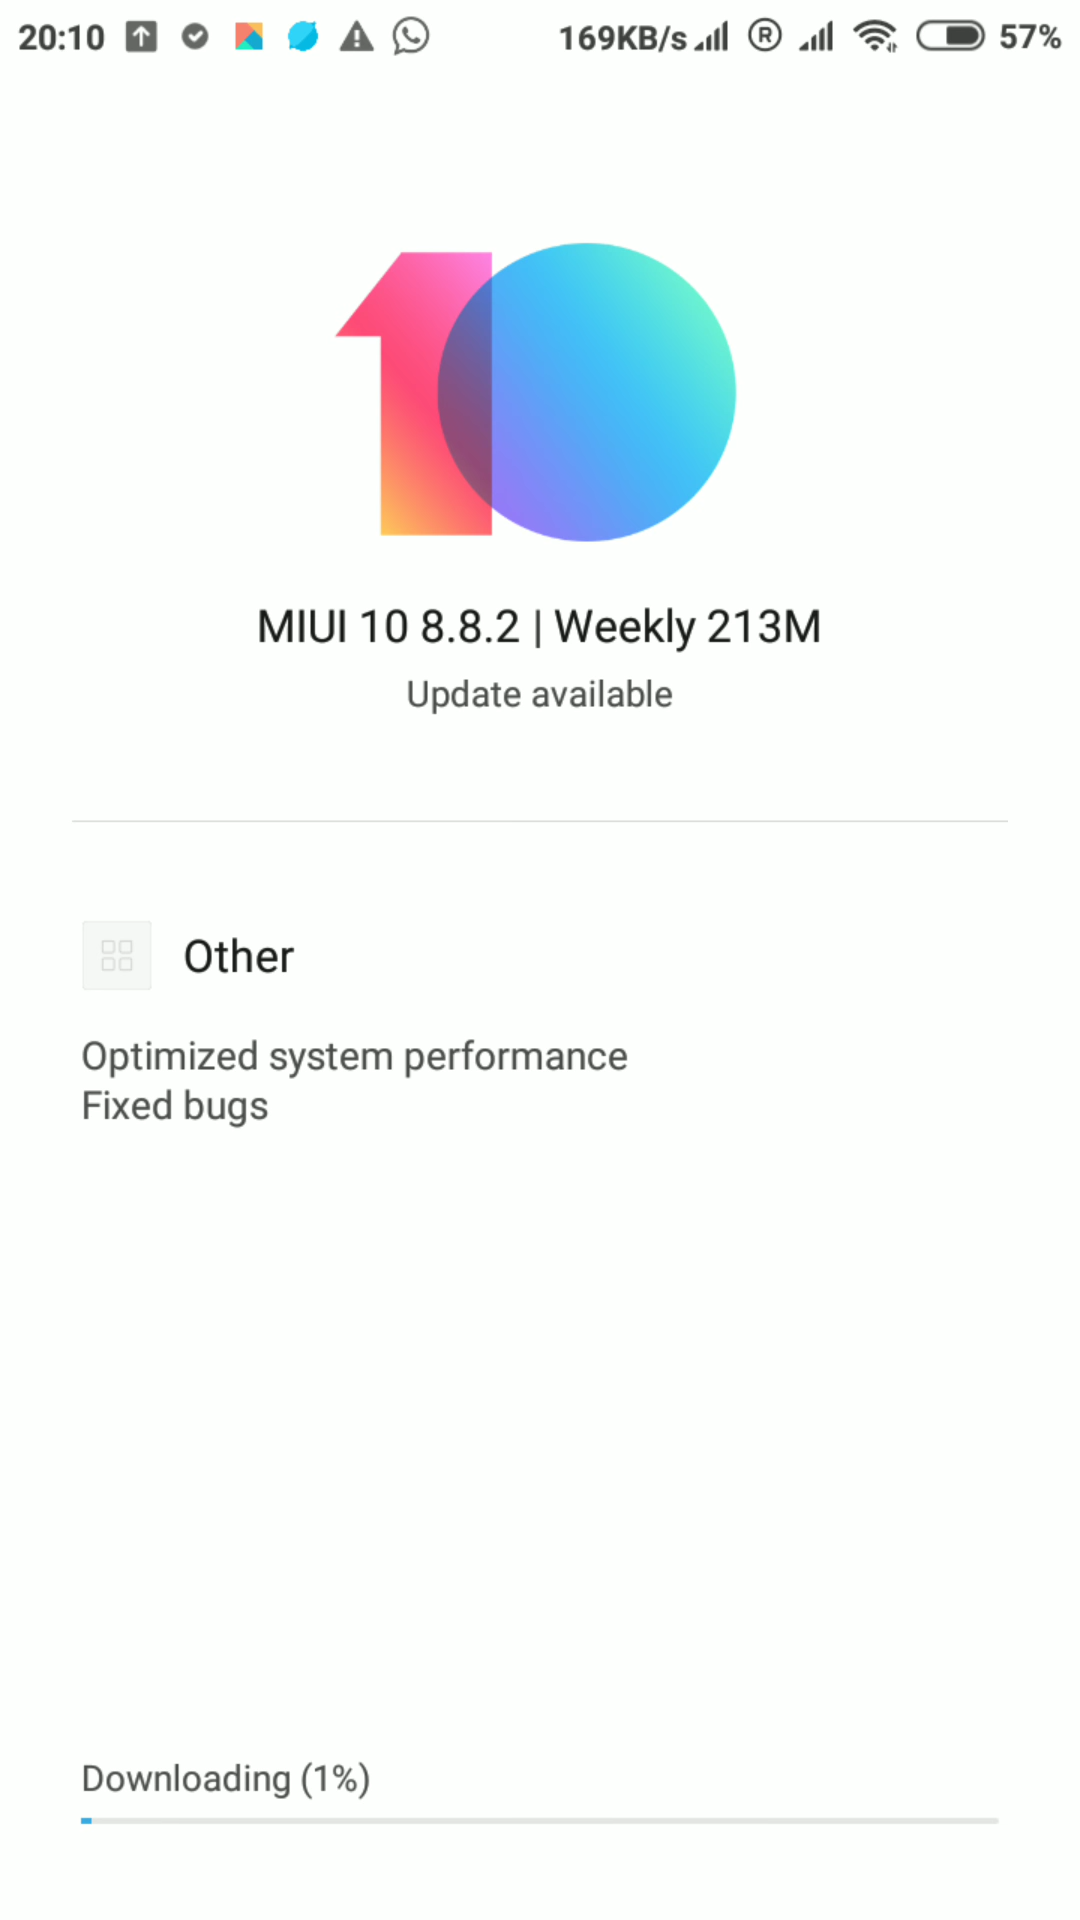 20:10 169KB/s R 57%
10
MIUI 10 8.8.2 | Weekly 213M
Update available
Other
Optimized system performance
Fixed bugs
Downloading (1%)